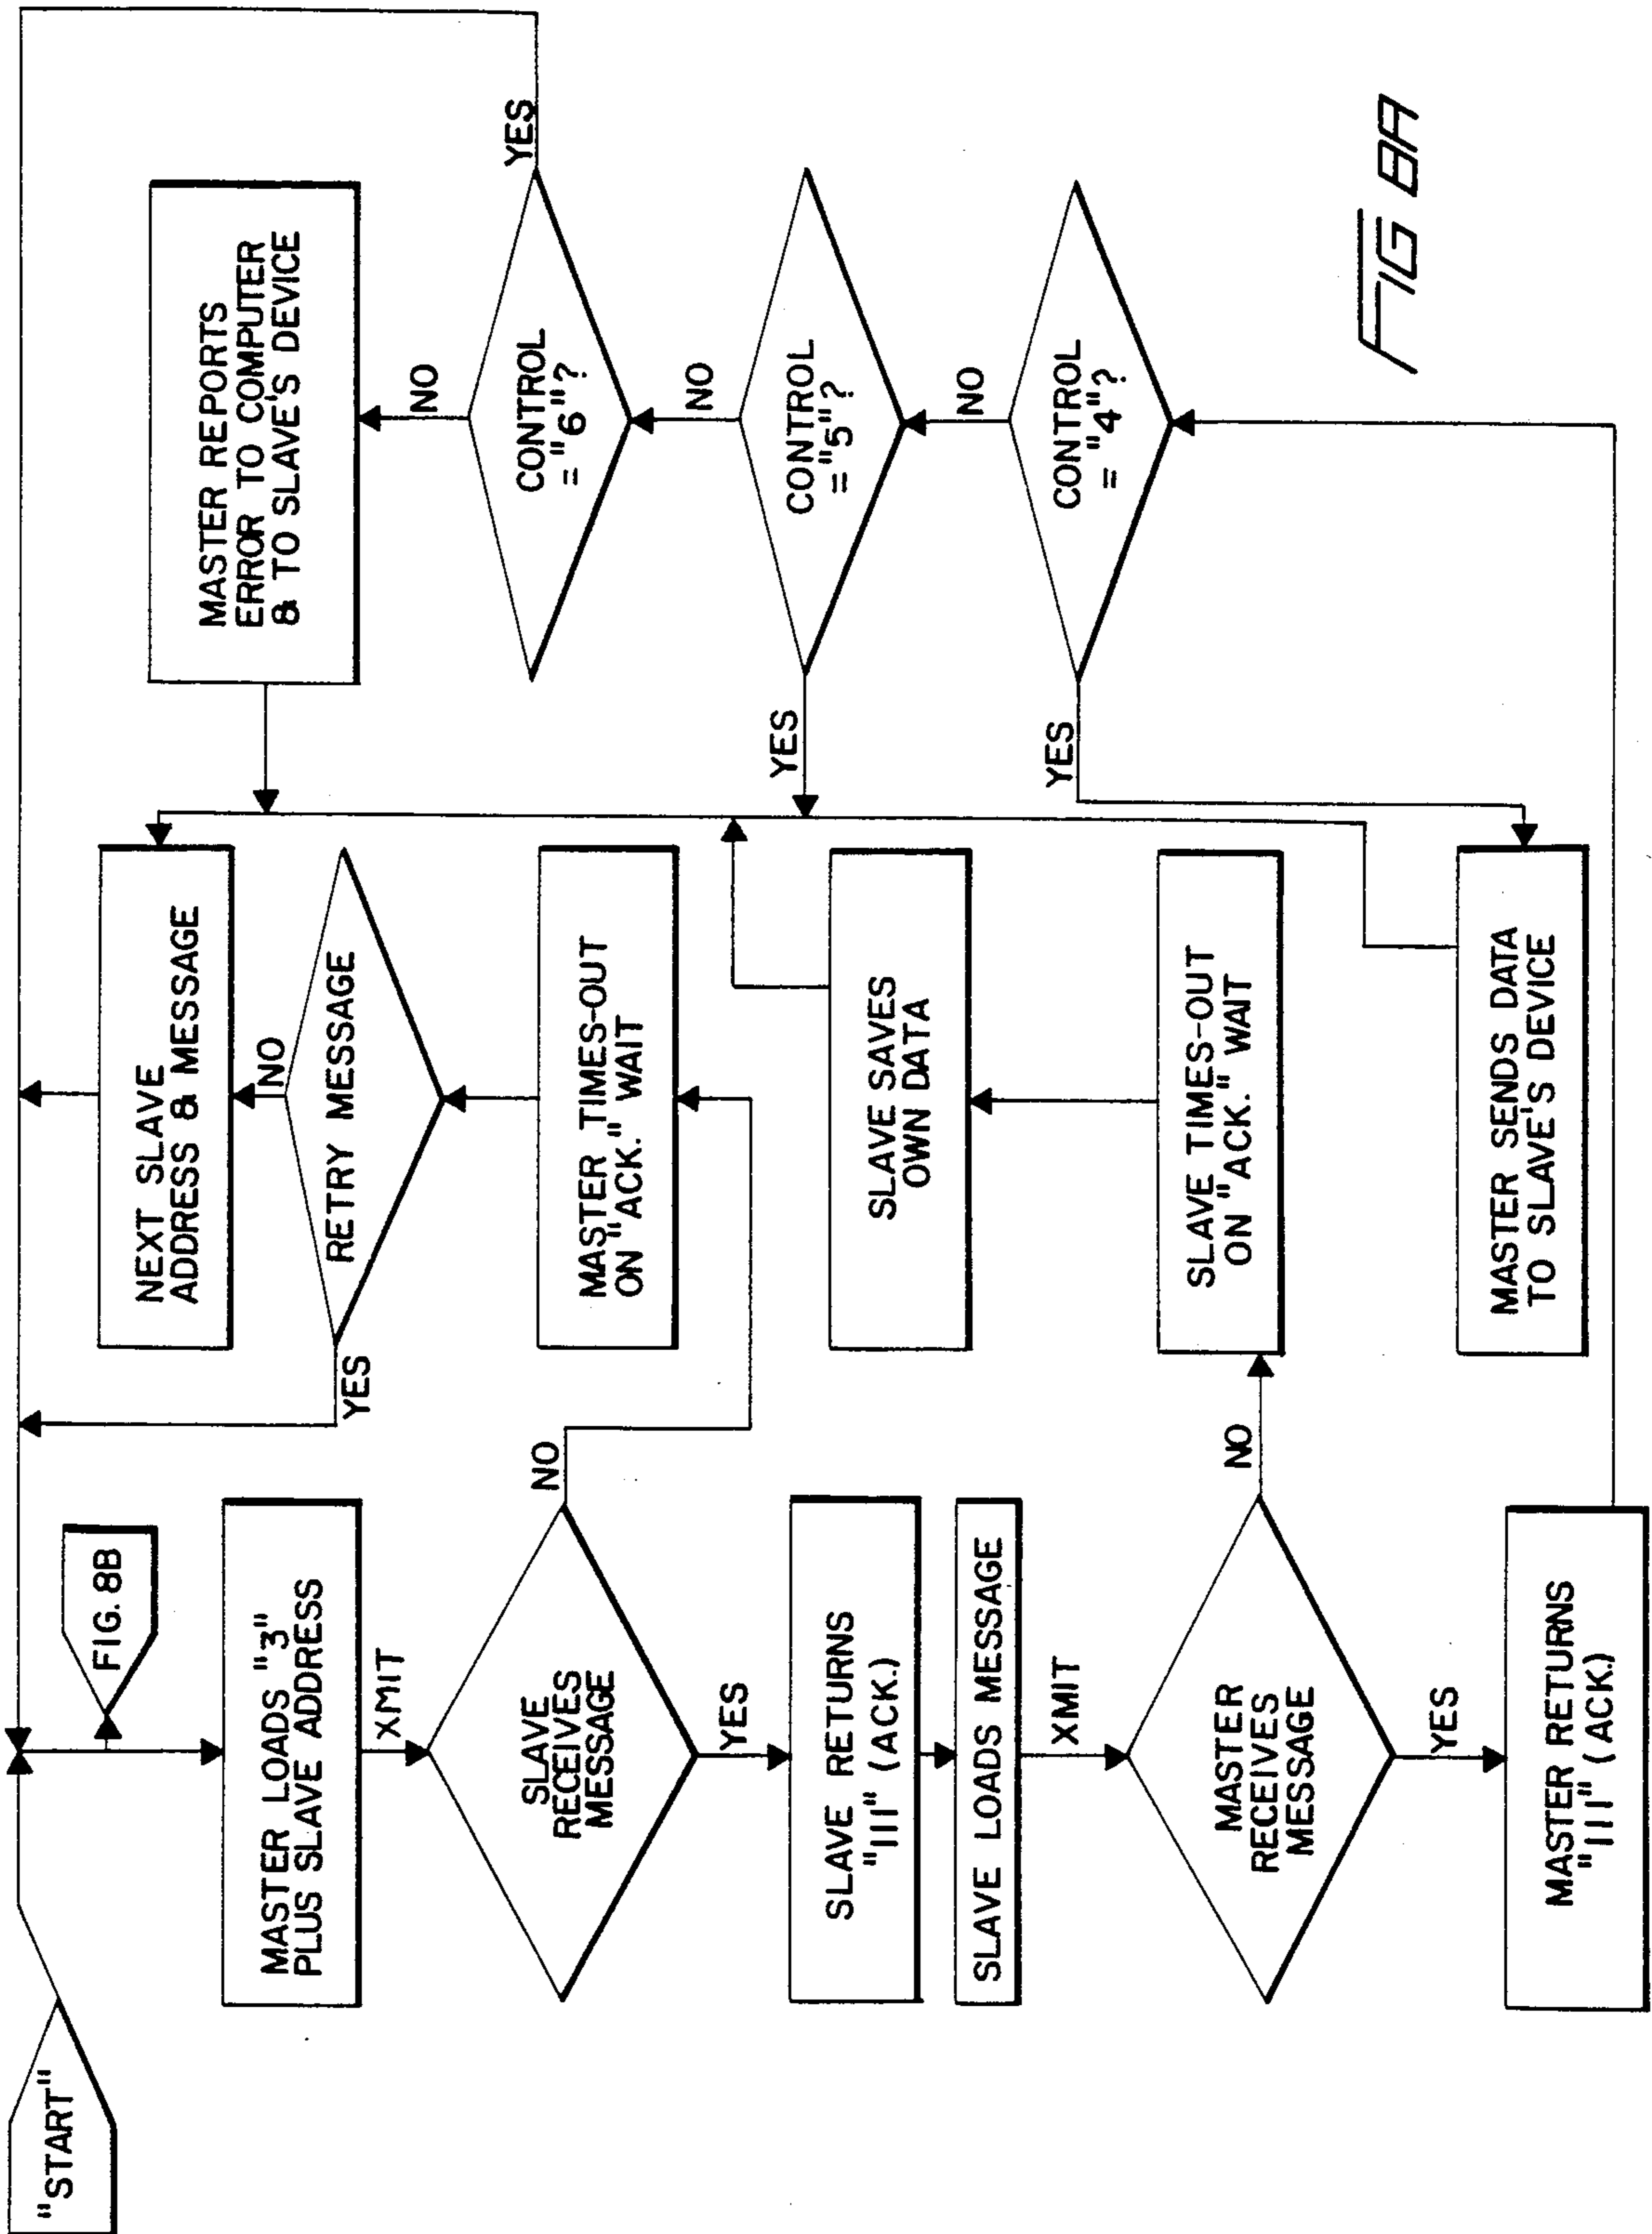 "START"
FIG. 8B
MASTER LOADS "3"
PLUS SLAVE ADDRESS
XMIT
SLAVE
RECEIVES
MESSAGE
NO
YES
SLAVE RETURNS
"111" (ACK.)
SLAVE LOADS MESSAGE
XMIT
MASTER
RECEIVES
MESSAGE
NO
YES
MASTER RETURNS
"111" (ACK.)
NEXT SLAVE
ADDRESS & MESSAGE
NO
RETRY MESSAGE
YES
MASTER TIMES-OUT
ON "ACK." WAIT
SLAVE SAVES
OWN DATA
SLAVE TIMES-OUT
ON "ACK." WAIT
MASTER SENDS DATA
TO SLAVE'S DEVICE
MASTER REPORTS
ERROR TO COMPUTER
& TO SLAVE'S DEVICE
NO
CONTROL
= "6"?
YES
NO
CONTROL
= "5"?
YES
NO
CONTROL
= "4"?
YES
FIG 8A